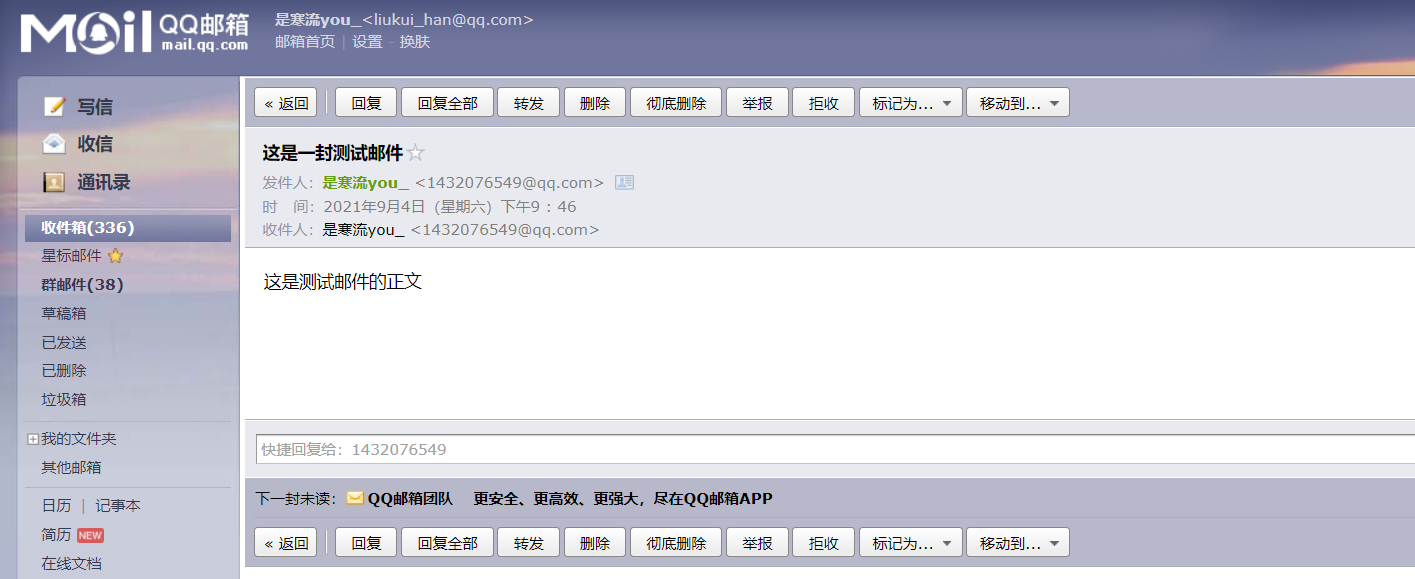 MAil QQ邮箱 mail.qq.com
是寒流you_<liukui_han@qq.com>
邮箱首页 | 设置 - 换肤
写信
收信
通讯录
收件箱(336)
星标邮件
群邮件(38)
草稿箱
已发送
已删除
垃圾箱
我的文件夹
其他邮箱
日历 | 记事本
简历 NEW
在线文档
« 返回 回复 回复全部 转发 删除 彻底删除 举报 拒收 标记为... 移动到...
这是一封测试邮件
发件人：是寒流you_ <1432076549@qq.com>
时 间：2021年9月4日（星期六）下午9：46
收件人：是寒流you_ <1432076549@qq.com>
这是测试邮件的正文
快捷回复给：1432076549
下一封未读： QQ邮箱团队 更安全、更高效、更强大，尽在QQ邮箱APP
« 返回 回复 回复全部 转发 删除 彻底删除 举报 拒收 标记为... 移动到...